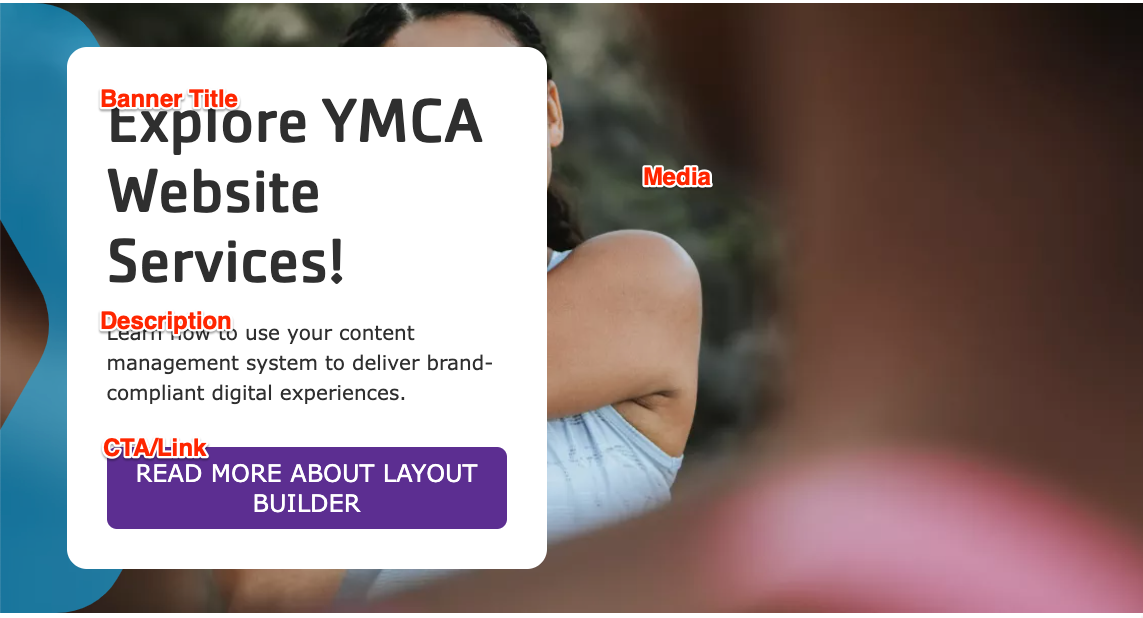 Banner Title
Explore YMCA
Website
Services!
Media
Description
Learn how to use your content
management system to deliver brand-
compliant digital experiences.
CTA/Link
READ MORE ABOUT LAYOUT
BUILDER